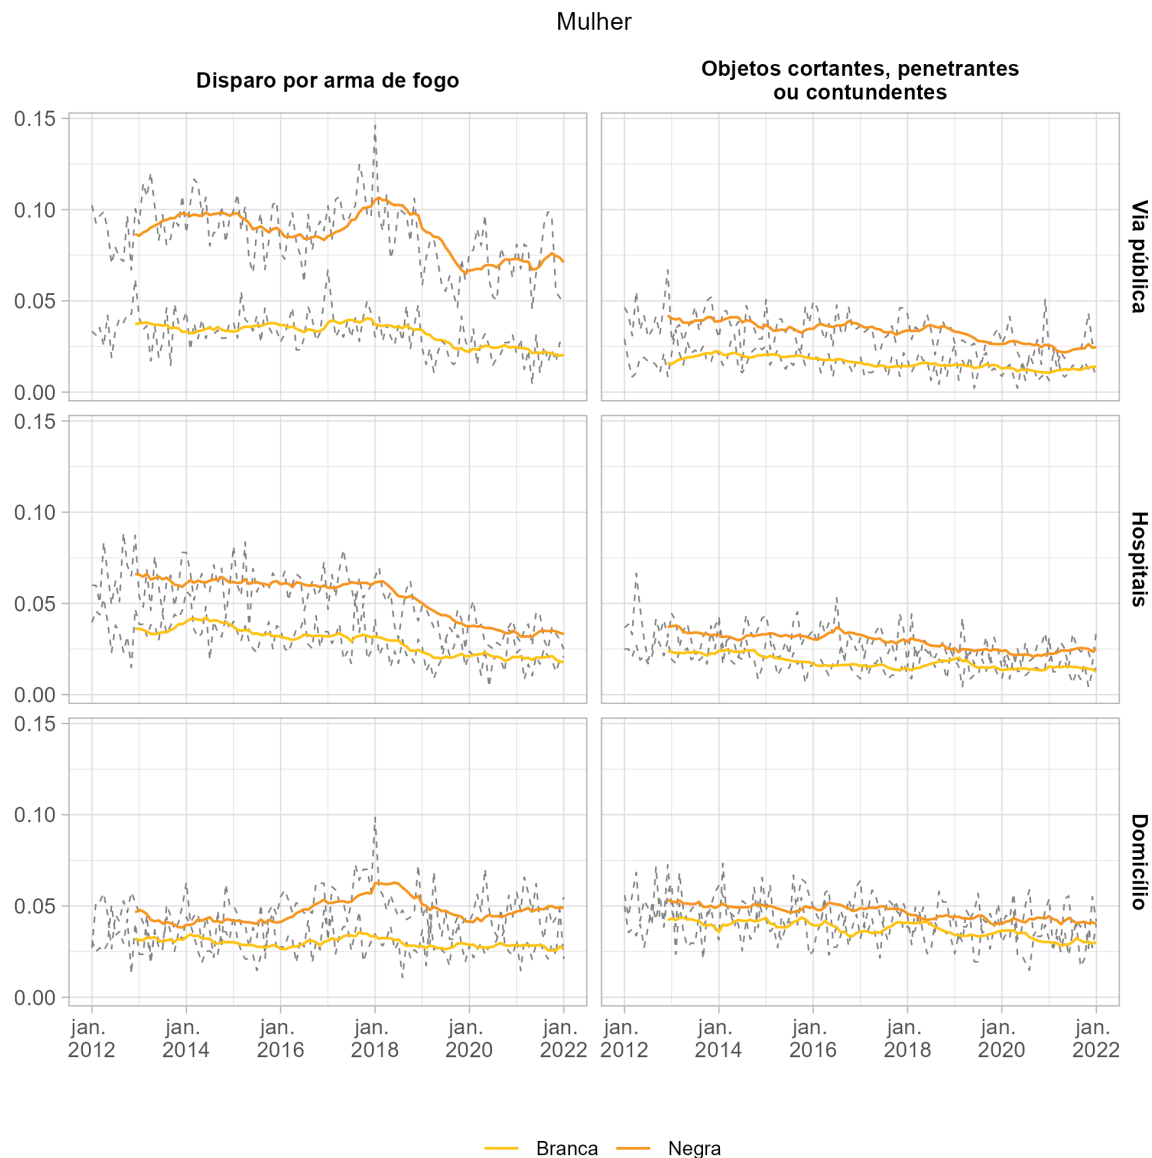 Mulher
Disparo por arma de fogo
Objetos cortantes, penetrantes
ou contundentes
0.15
0.10
0.05
0.00
Via pública
0.15
0.10
0.05
0.00
Hospitais
0.15
0.10
0.05
0.00
Domicílio
jan.
2012
jan.
2014
jan.
2016
jan.
2018
jan.
2020
jan.
2022
jan.
2012
jan.
2014
jan.
2016
jan.
2018
jan.
2020
jan.
2022
Branca
Negra